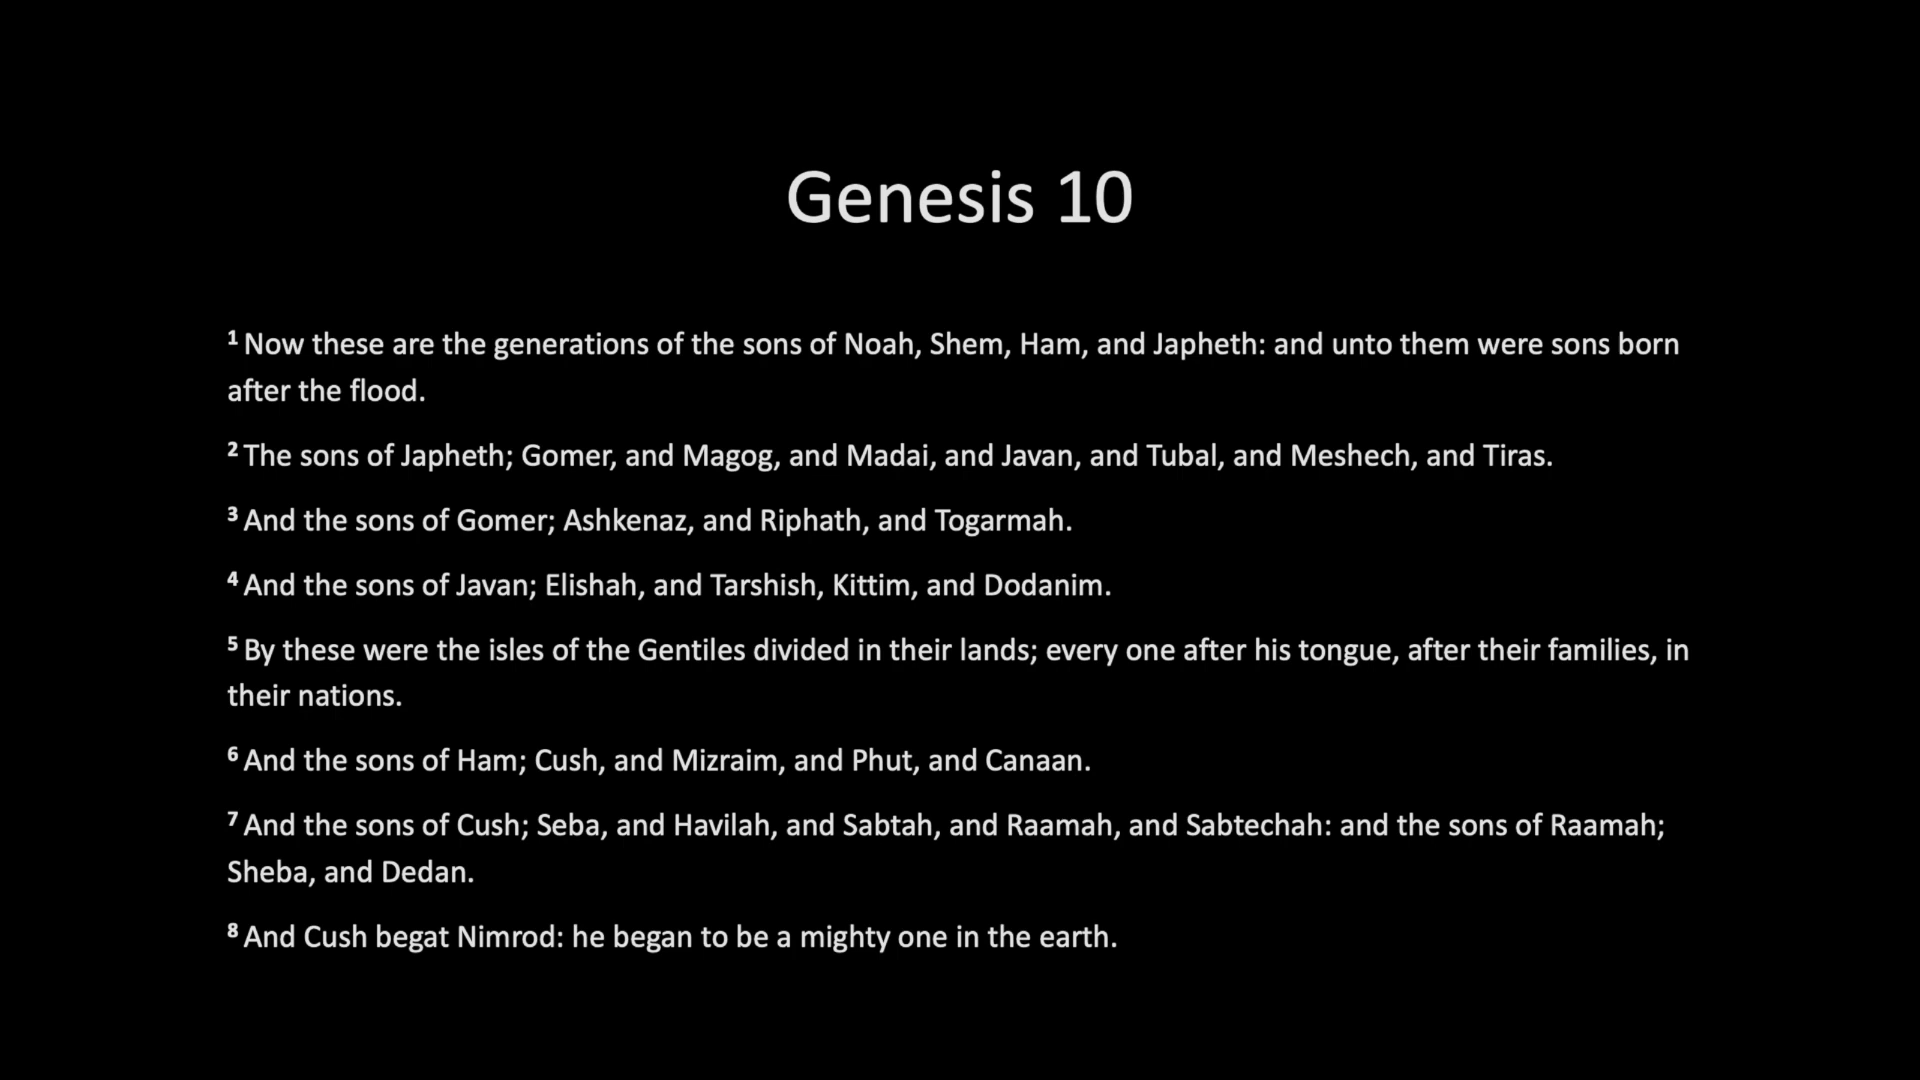 Genesis 10
1 Now these are the generations of the sons of Noah, Shem, Ham, and Japheth: and unto them were sons born
after the flood.
2 The sons of Japheth; Gomer, and Magog, and Madai, and Javan, and Tubal, and Meshech, and Tiras.
3 And the sons of Gomer; Ashkenaz, and Riphath, and Togarmah.
4 And the sons of Javan; Elishah, and Tarshish, Kittim, and Dodanim.
5 By these were the isles of the Gentiles divided in their lands; every one after his tongue, after their families, in
their nations.
6 And the sons of Ham; Cush, and Mizraim, and Phut, and Canaan.
7 And the sons of Cush; Seba, and Havilah, and Sabtah, and Raamah, and Sabtechah: and the sons of Raamah;
Sheba, and Dedan.
8 And Cush begat Nimrod: he began to be a mighty one in the earth.